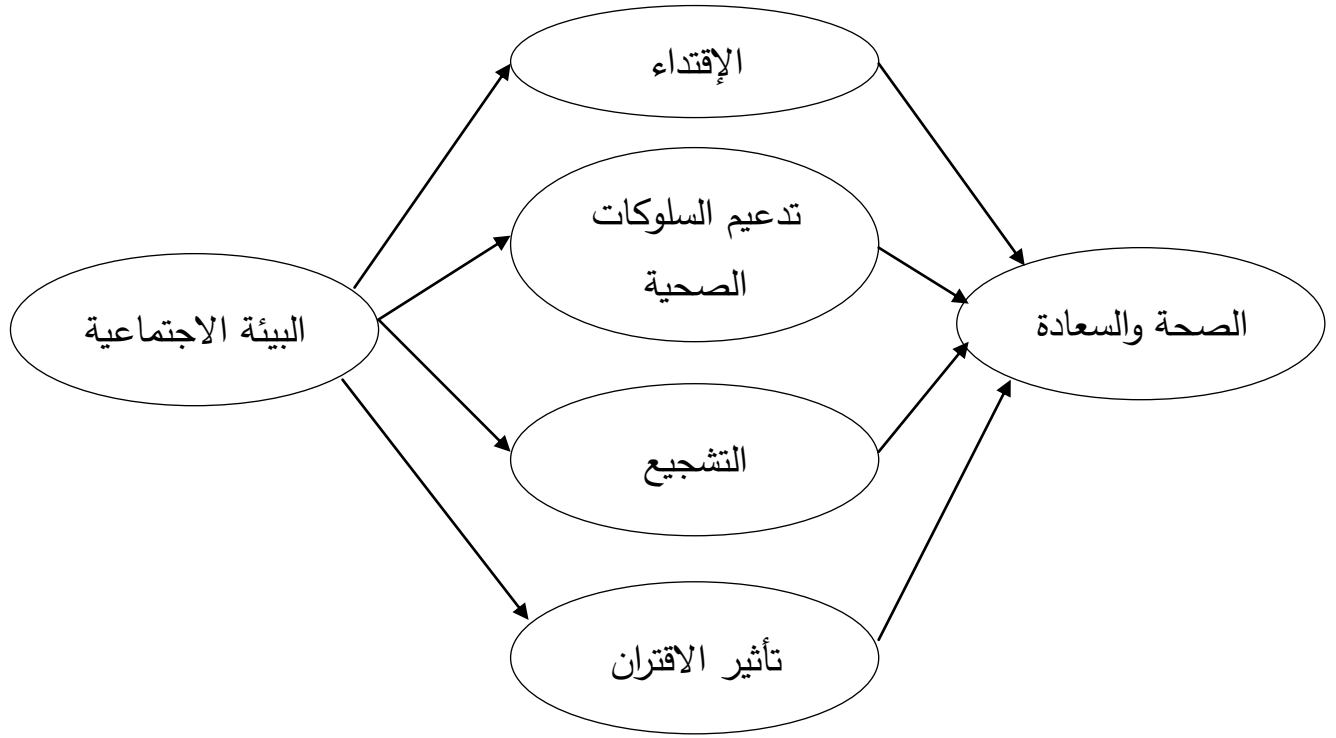 الإقتداء
تدعيم السلوكات
الصحية
البيئة الاجتماعية
الصحة والسعادة
التشجيع
تأثير الاقتران